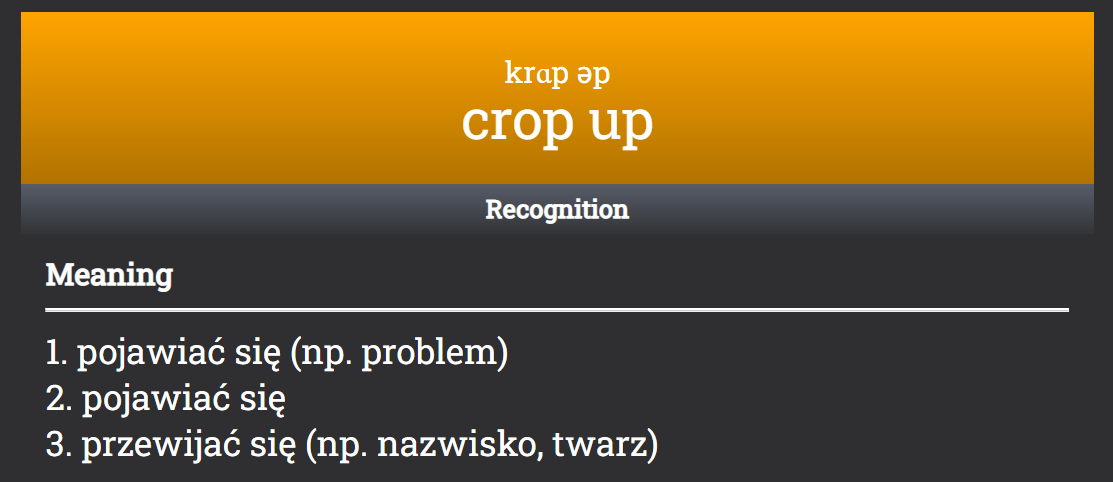 krɑp əp
crop up
Recognition
Meaning
1. pojawiać się (np. problem)
2. pojawiać się
3. przewijać się (np. nazwisko, twarz)